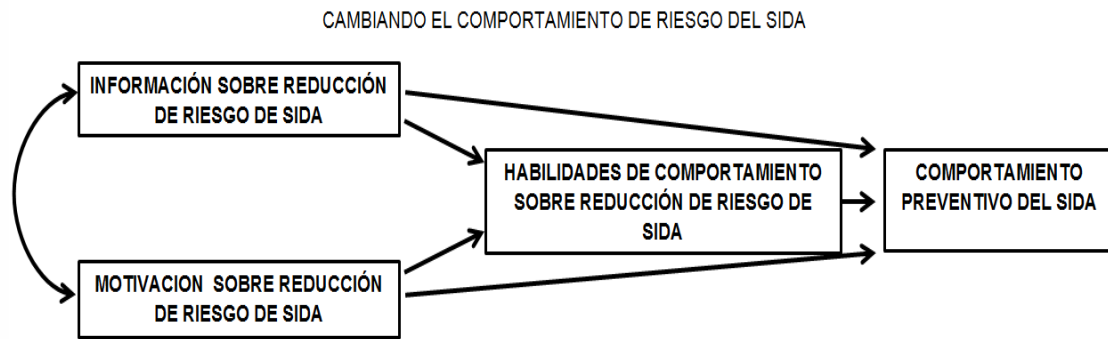 CAMBIANDO EL COMPORTAMIENTO DE RIESGO DEL SIDA
INFORMACIÓN SOBRE REDUCCIÓN
DE RIESGO DE SIDA
HABILIDADES DE COMPORTAMIENTO
SOBRE REDUCCIÓN DE RIESGO DE
SIDA
COMPORTAMIENTO
PREVENTIVO DEL SIDA
MOTIVACION SOBRE REDUCCIÓN
DE RIESGO DE SIDA